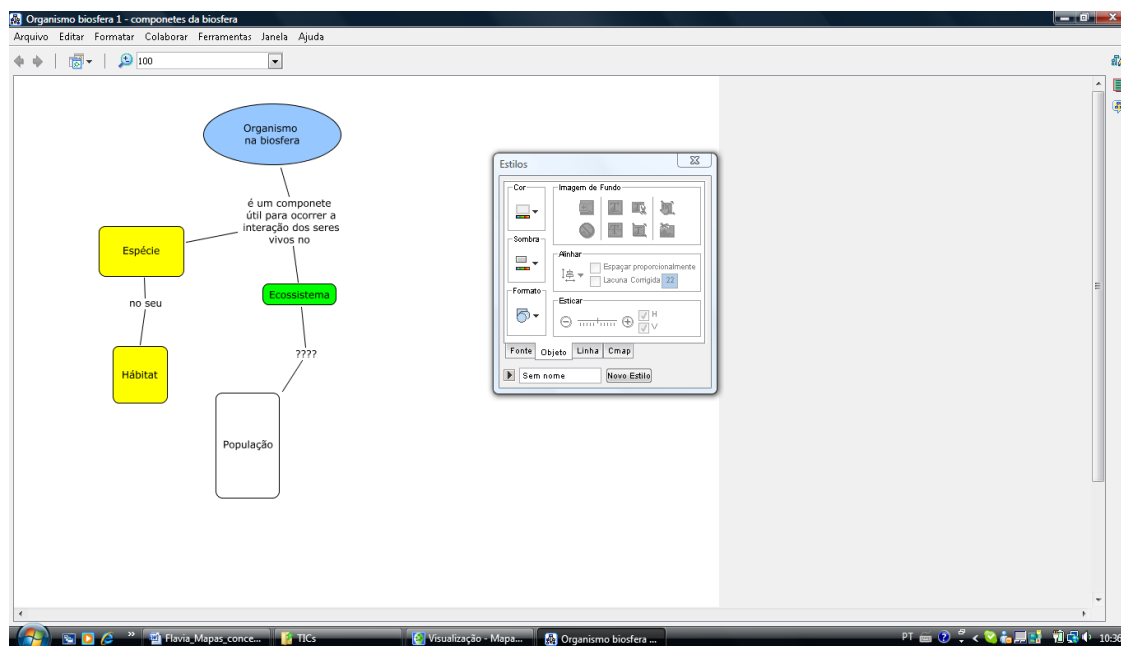 Organismo biosfera 1 - componetes da biosfera
Arquivo Editar Formatar Colaborar Ferramentas Janela Ajuda
100
Organismo
na biosfera
é um componete
útil para ocorrer a
interação dos seres
vivos no
Espécie
Ecossistema
no seu
????
Hábitat
População
Estilos
Cor
Imagem de Fundo
Sombra
Alinhar
Espaçar proporcionalmente
Lacuna Corrigida 22
Formato
Esticar
H
V
Fonte Objeto Linha Cmap
Sem nome Novo Estilo
Flavia_Mapas_conce... TICs Visualização - Mapa... Organismo biosfera ... PT 10:36